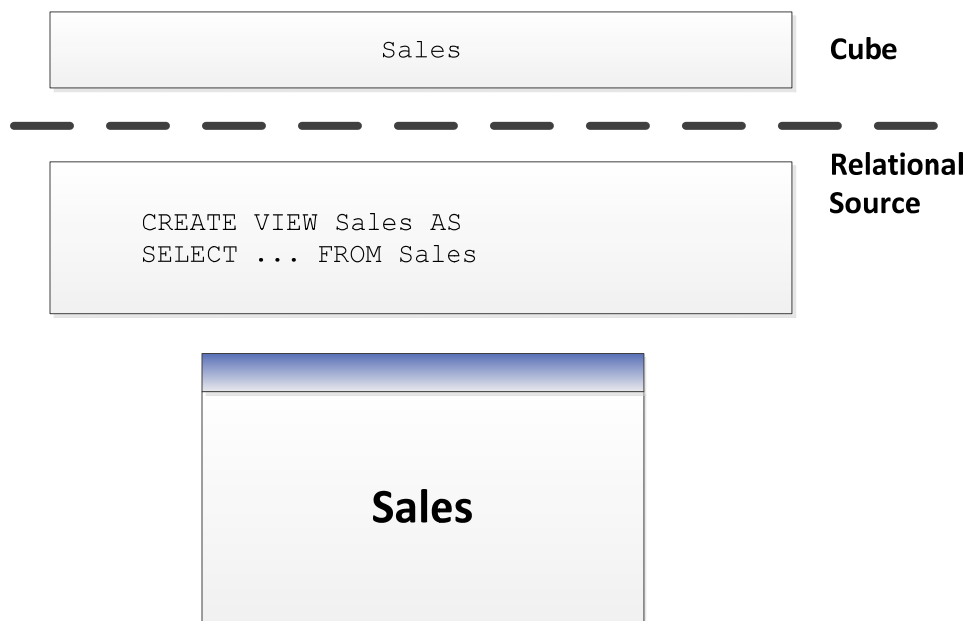 Sales
Cube
Relational
Source
CREATE VIEW Sales AS
SELECT ... FROM Sales
Sales